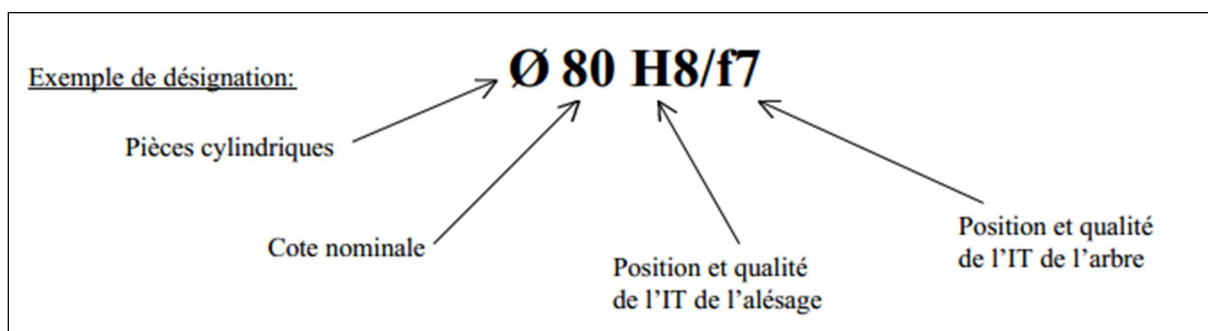 Ø 80 H8/f7
Exemple de désignation:
Pièces cylindriques
Cote nominale
Position et qualité
de l'IT de l'alésage
Position et qualité
de l'IT de l'arbre